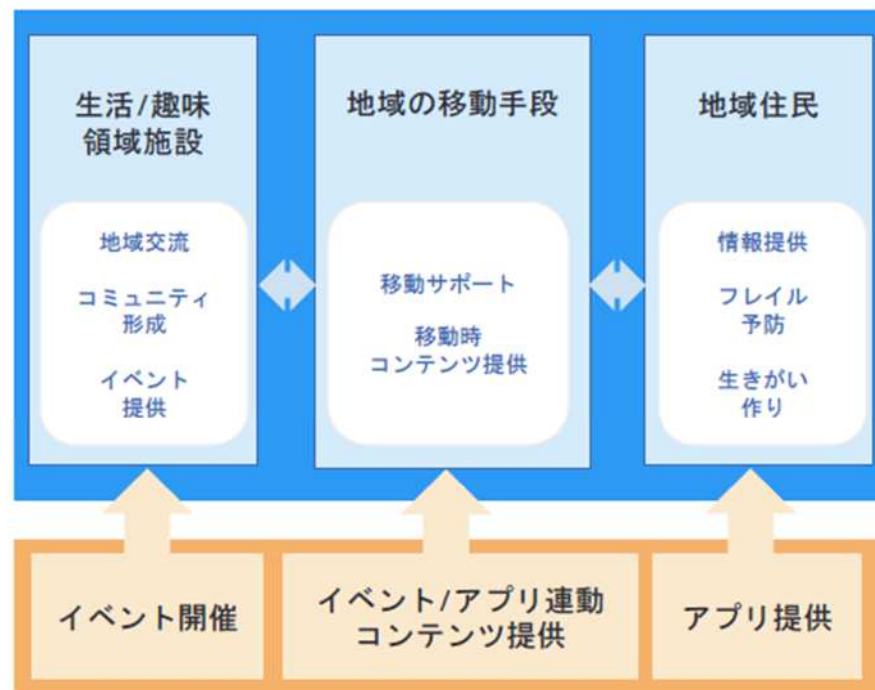 生活/趣味
領域施設
地域交流
コミュニティ
形成
イベント
提供
地域の移動手段
移動サポート
移動時
コンテンツ提供
地域住民
情報提供
フレイル
予防
生きがい
作り
イベント開催
イベント/アプリ連動
コンテンツ提供
アプリ提供